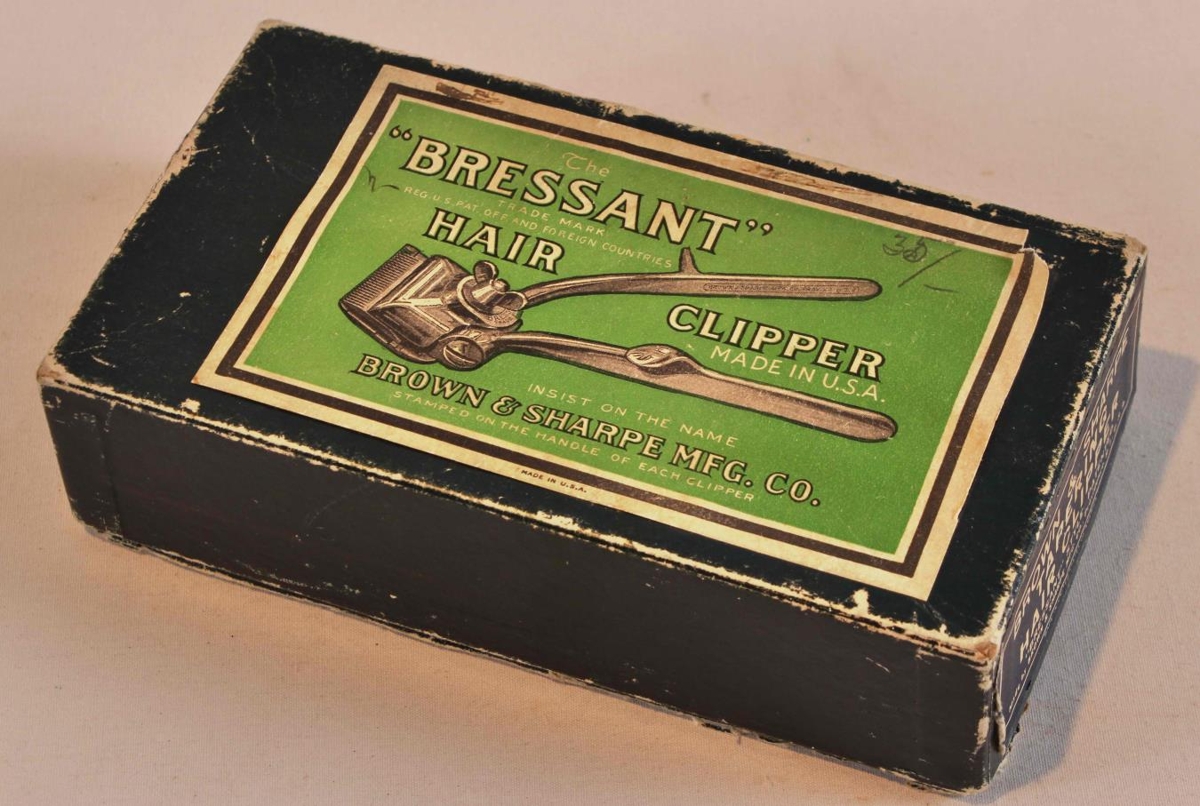 The
"BRESSANT"
TRADE MARK
REG. U.S. PAT. OFF. AND FOREIGN COUNTRIES
HAIR
CLIPPER
MADE IN U.S.A.
INSIST ON THE NAME
BROWN & SHARPE MFG. CO.
STAMPED ON THE HANDLE OF EACH CLIPPER
MADE IN U.S.A.